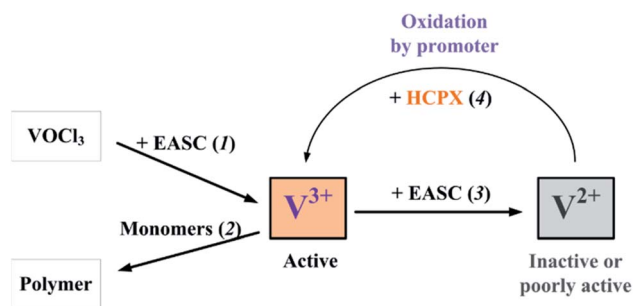 Oxidation
by promoter
+ HCPX (4)
VOCl₃
+ EASC (1)
V³⁺
+ EASC (3)
V²⁺
Monomers (2)
Active
Inactive or
poorly active
Polymer